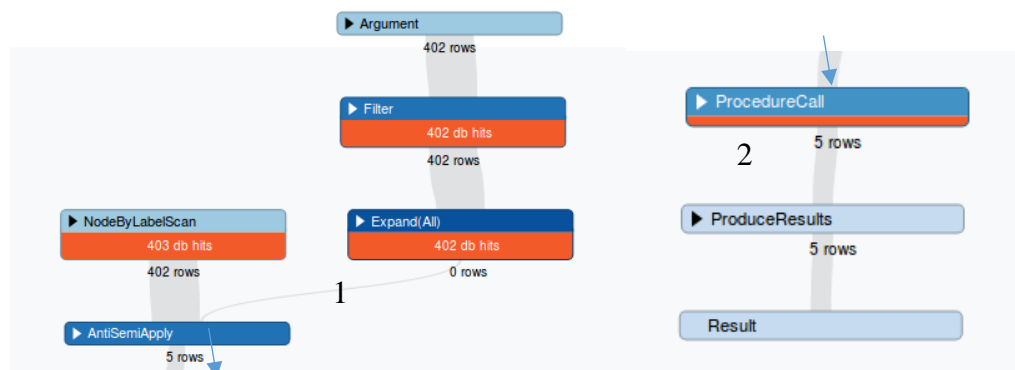 Argument
402 rows
Filter
402 db hits
402 rows
NodeByLabelScan
403 db hits
402 rows
Expand(All)
402 db hits
0 rows
1
AntiSemiApply
5 rows
ProcedureCall
5 rows
2
ProduceResults
5 rows
Result